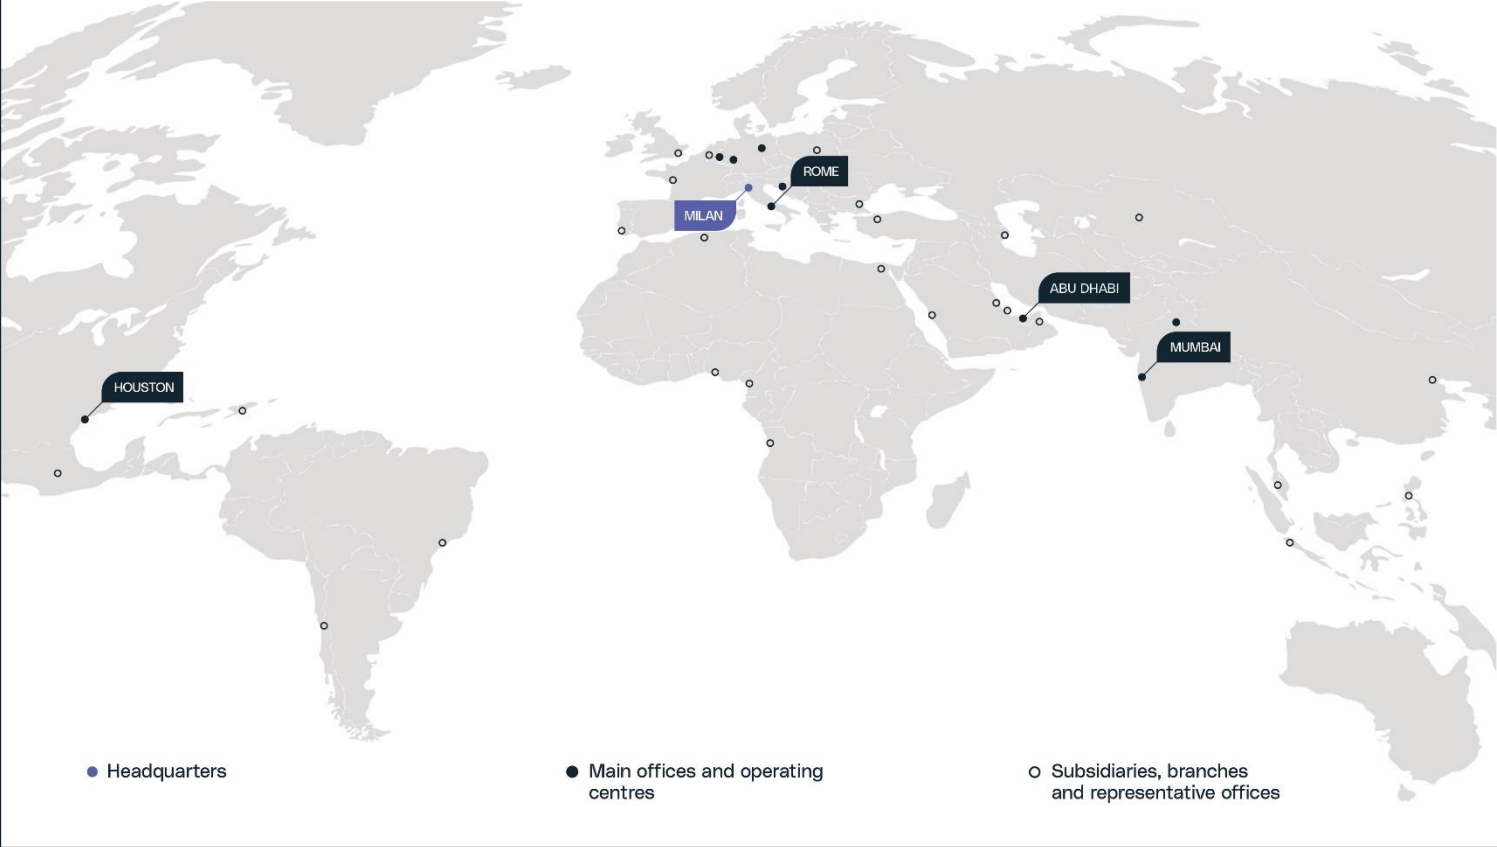 ROME
MILAN
ABU DHABI
MUMBAI
HOUSTON
Headquarters
Main offices and operating
centres
Subsidiaries, branches
and representative offices